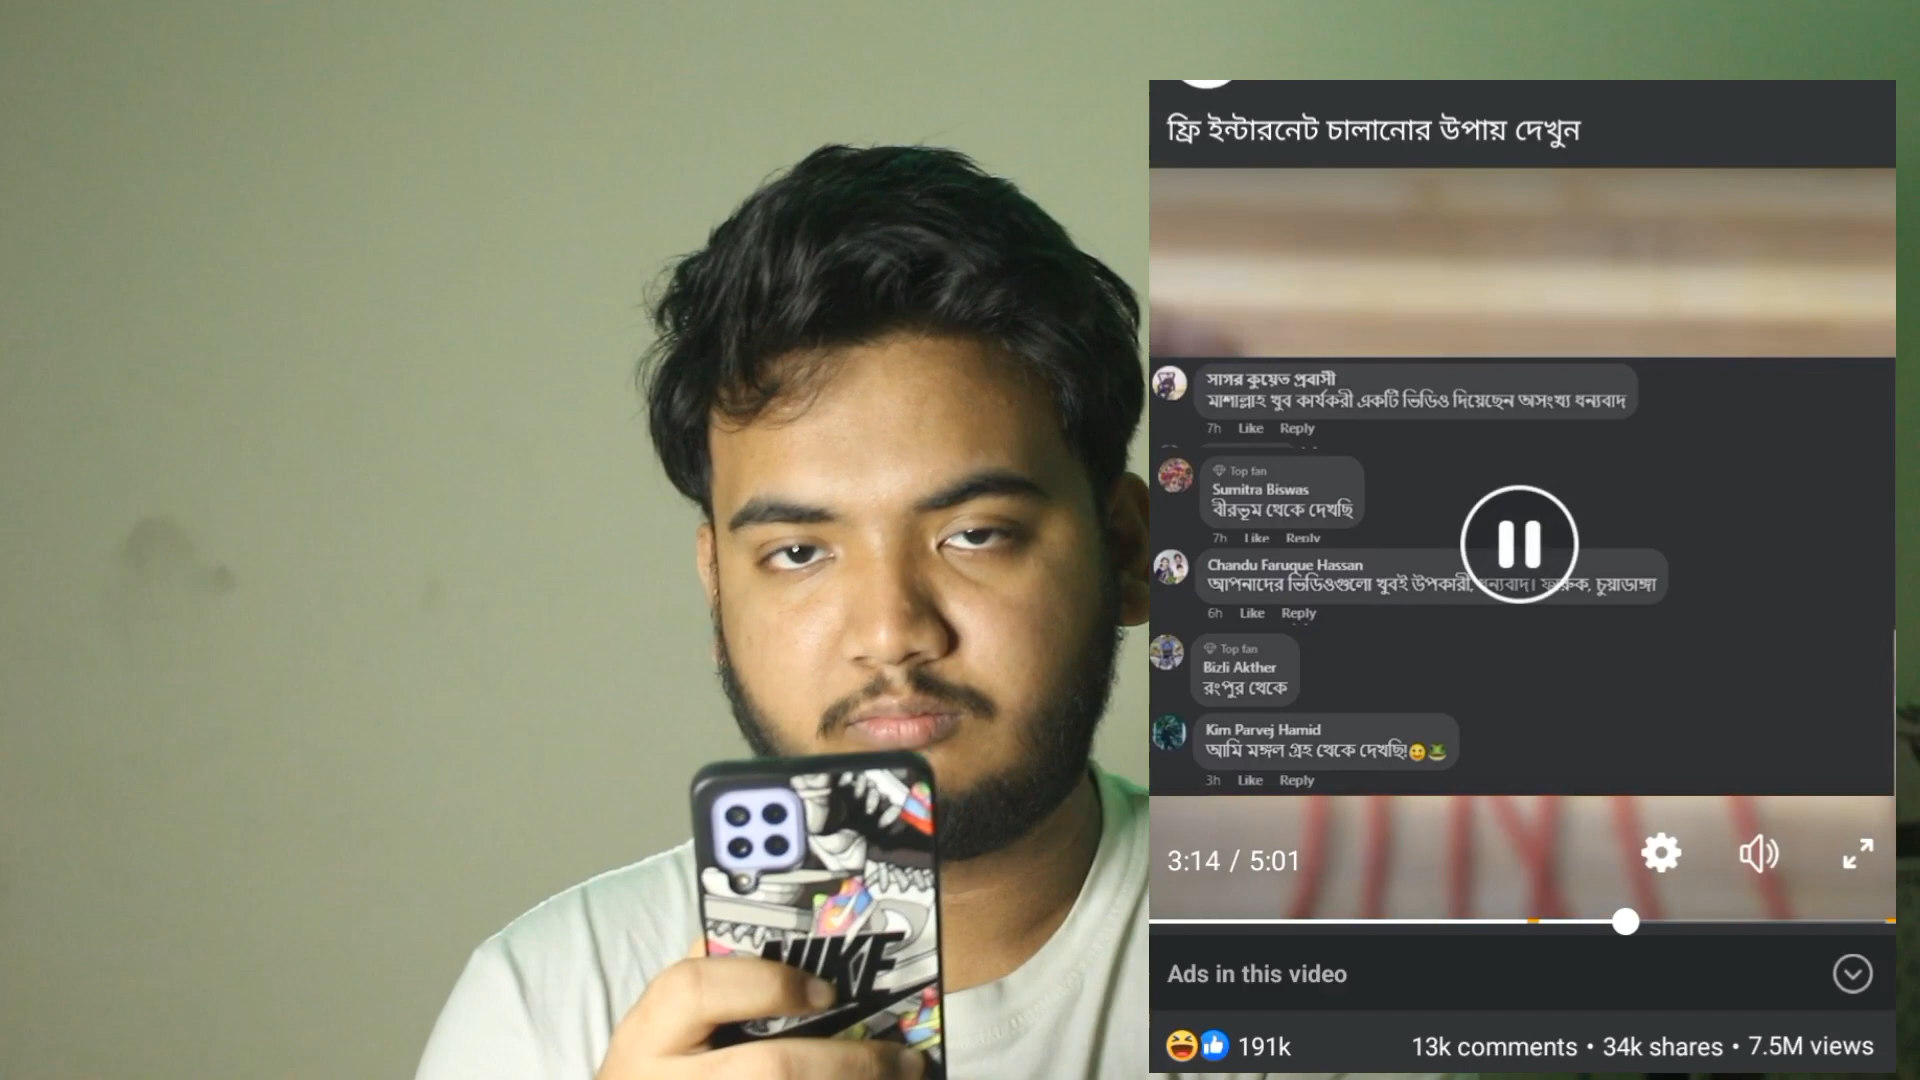 ফ্রি ইন্টারনেট চালানোর উপায় দেখুন
সাগর কুয়েত প্রবাসী
মাশাল্লাহ খুব কার্যকরী একটি ভিডিও দিয়েছেন অসংখ্য ধন্যবাদ
7h Like Reply
Top fan
Sumitra Biswas
বীরভূম থেকে দেখছি
7h Like Reply
Chandu Faruque Hassan
আপনাদের ভিডিওগুলো খুবই উপকারী, ধন্যবাদ। ফারুক, চুয়াডাঙ্গা
6h Like Reply
Top fan
Bizli Akther
রংপুর থেকে
Kim Parvej Hamid
আমি মঙ্গল গ্রহ থেকে দেখছি!
3h Like Reply
3:14 / 5:01
Ads in this video
191k 13k comments • 34k shares • 7.5M views
NIKE